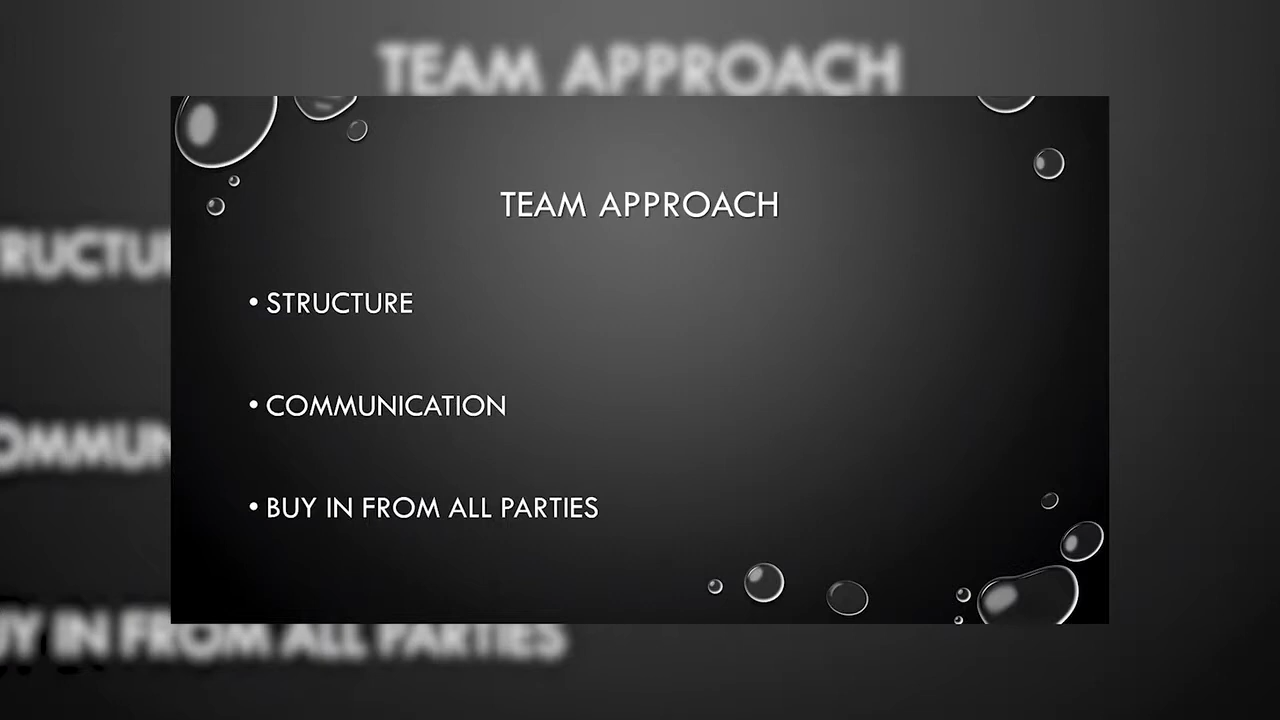 TEAM APPROACH
• STRUCTURE
• COMMUNICATION
• BUY IN FROM ALL PARTIES